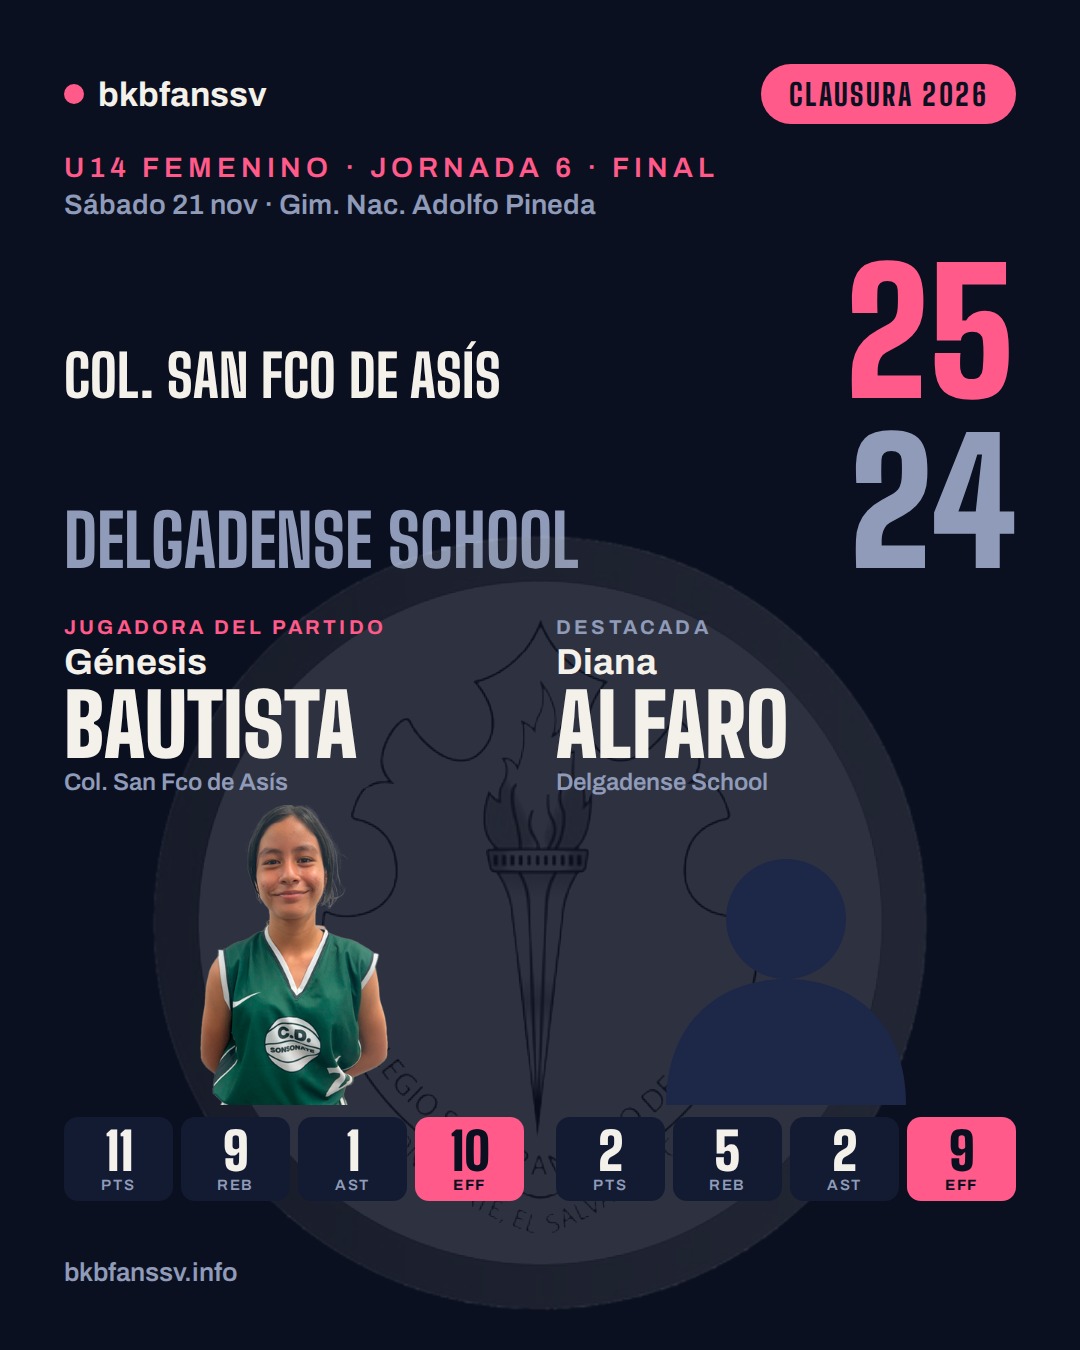 bkbfanssv
CLAUSURA 2026
U14 FEMENINO · JORNADA 6 · FINAL
Sábado 21 nov · Gim. Nac. Adolfo Pineda
COL. SAN FCO DE ASÍS
25
DELGADENSE SCHOOL
24
JUGADORA DEL PARTIDO
Génesis
BAUTISTA
Col. San Fco de Asís
DESTACADA
Diana
ALFARO
Delgadense School
C.D.
SONSONATE
11 9 1 10
PTS REB AST EFF
2 5 2 9
PTS REB AST EFF
EL SALV
bkbfanssv.info